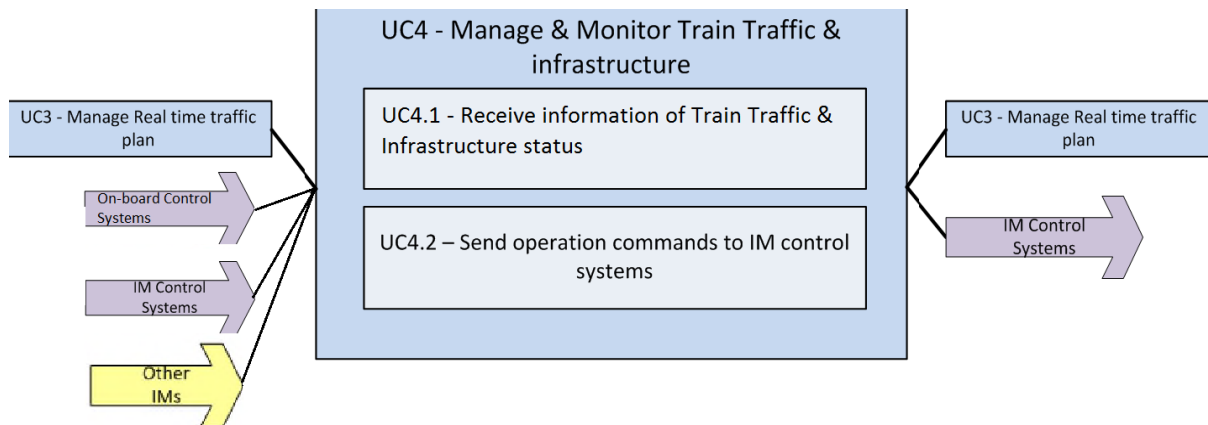 UC4 - Manage & Monitor Train Traffic &
infrastructure
UC4.1 - Receive information of Train Traffic &
Infrastructure status
UC4.2 – Send operation commands to IM control
systems
UC3 - Manage Real time traffic
plan
On-board Control
Systems
IM Control
Systems
Other
IMs
UC3 - Manage Real time traffic
plan
IM Control
Systems